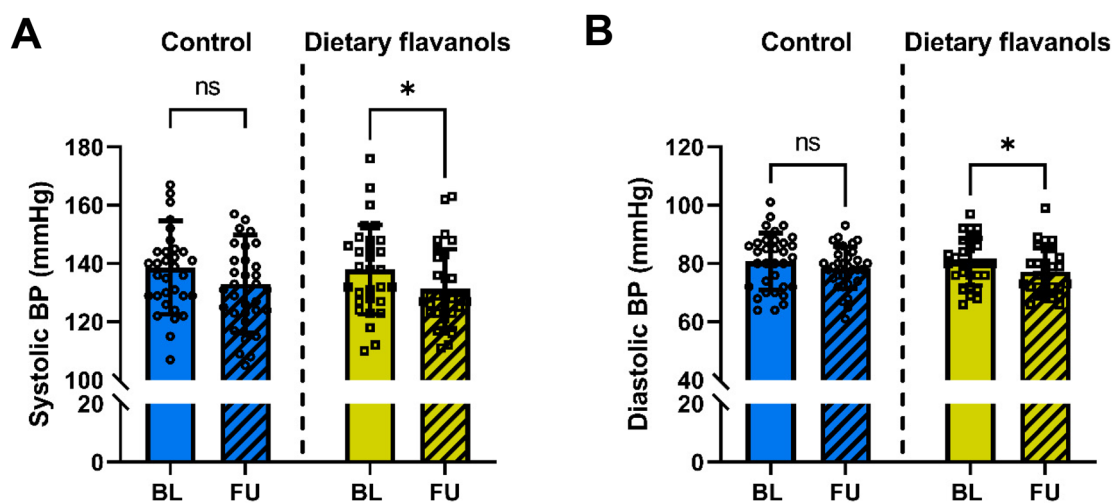 A
Control
Dietary flavanols
ns
*
Systolic BP (mmHg)
180
160
140
120
100
20
0
BL
FU
BL
FU
B
Control
Dietary flavanols
ns
*
Diastolic BP (mmHg)
120
100
80
60
40
20
0
BL
FU
BL
FU